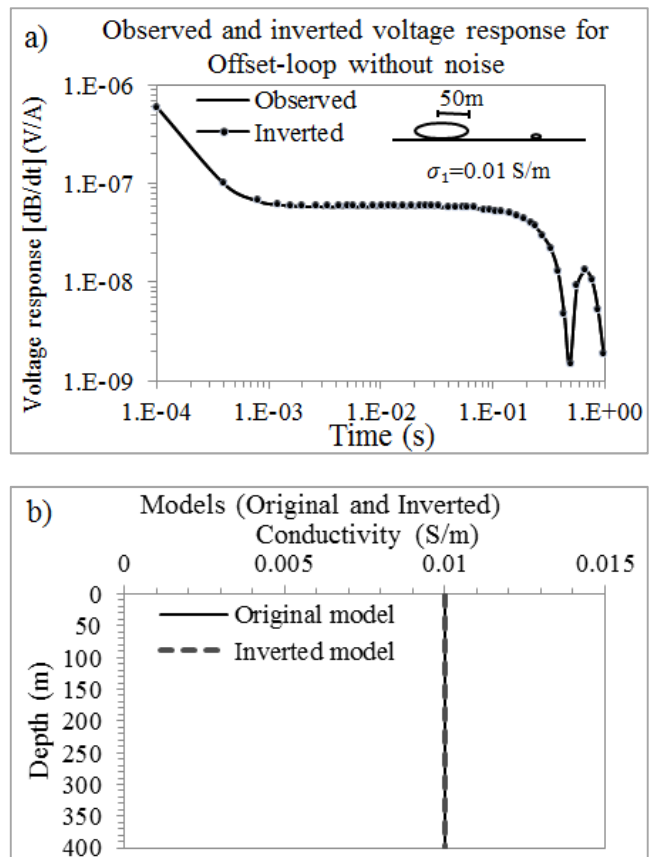 a)
Observed and inverted voltage response for
Offset-loop without noise
Voltage response [dB/dt] (V/A)
1.E-06
1.E-07
1.E-08
1.E-09
Observed
Inverted
50m
σ₁=0.01 S/m
1.E-04 1.E-03 1.E-02 1.E-01 1.E+00
Time (s)
b)
Models (Original and Inverted)
Conductivity (S/m)
0 0.005 0.01 0.015
Depth (m)
0
50
100
150
200
250
300
350
400
Original model
Inverted model